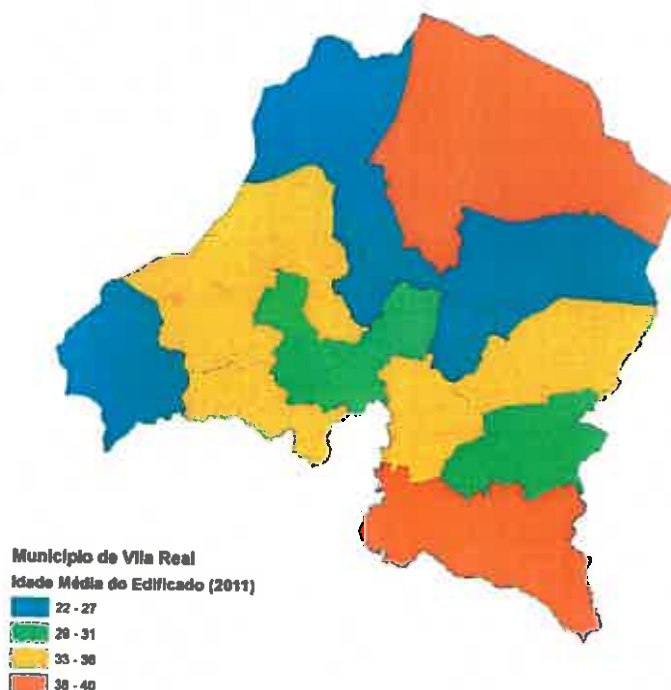 Município de Vila Real
Idade Média do Edificado (2011)
22 - 27
29 - 31
33 - 36
38 - 40